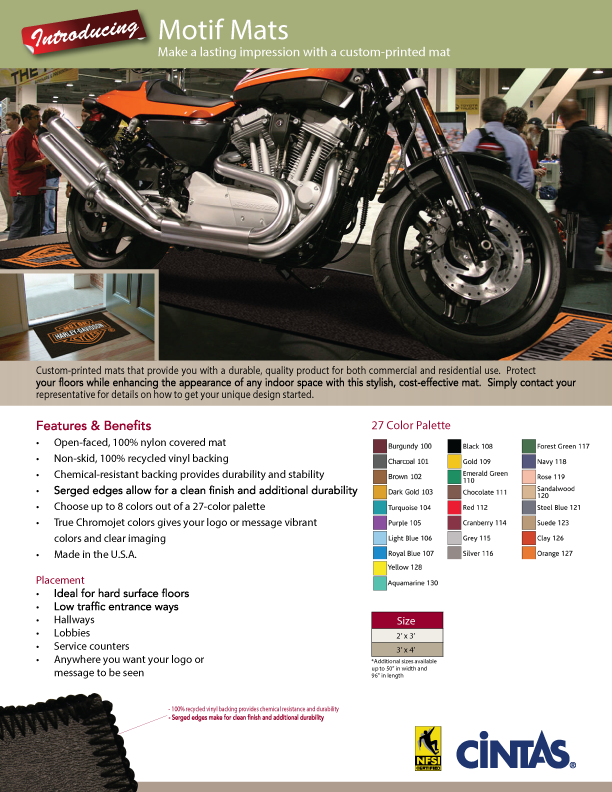 Introducing
Motif Mats
Make a lasting impression with a custom-printed mat
THE
MOTOR
HARLEY-DAVIDSON
CYCLES
Custom-printed mats that provide you with a durable, quality product for both commercial and residential use. Protect
your floors while enhancing the appearance of any indoor space with this stylish, cost-effective mat. Simply contact your
representative for details on how to get your unique design started.
Features & Benefits
• Open-faced, 100% nylon covered mat
• Non-skid, 100% recycled vinyl backing
• Chemical-resistant backing provides durability and stability
• Serged edges allow for a clean finish and additional durability
• Choose up to 8 colors out of a 27-color palette
• True Chromojet colors gives your logo or message vibrant
colors and clear imaging
• Made in the U.S.A.
Placement
• Ideal for hard surface floors
• Low traffic entrance ways
• Hallways
• Lobbies
• Service counters
• Anywhere you want your logo or
message to be seen
27 Color Palette
Burgundy 100
Charcoal 101
Brown 102
Dark Gold 103
Turquoise 104
Purple 105
Light Blue 106
Royal Blue 107
Yellow 128
Aquamarine 130
Black 108
Gold 109
Emerald Green
110
Chocolate 111
Red 112
Cranberry 114
Grey 115
Silver 116
Forest Green 117
Navy 118
Rose 119
Sandalwood
120
Steel Blue 121
Suede 123
Clay 126
Orange 127
Size
2' x 3'
3' x 4'
*Additional sizes available
up to 50" in width and
96" in length
- 100% recycled vinyl backing provides chemical resistance and durability
- Serged edges make for clean finish and additional durability
NFSI
CERTIFIED
CINTAS®